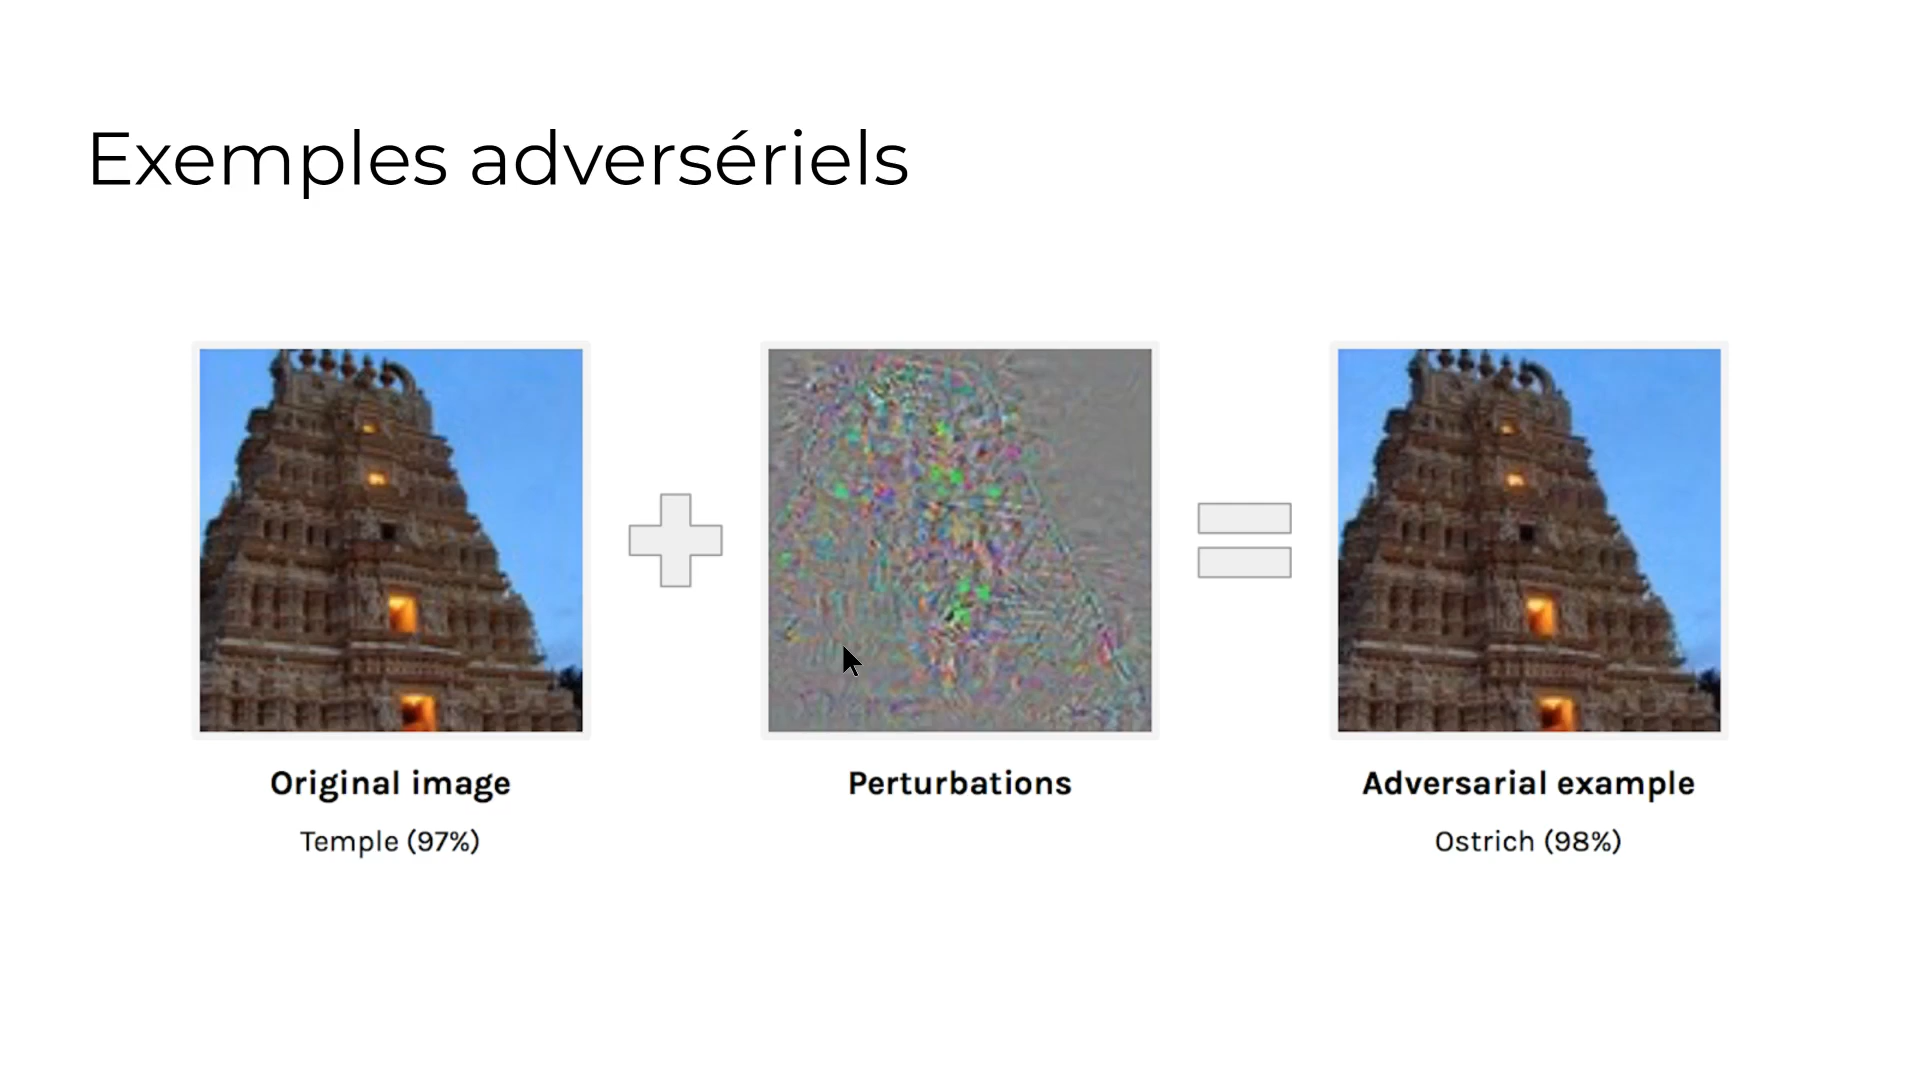 Exemples adversériels
Original image
Perturbations
Adversarial example
Temple (97%)
Ostrich (98%)